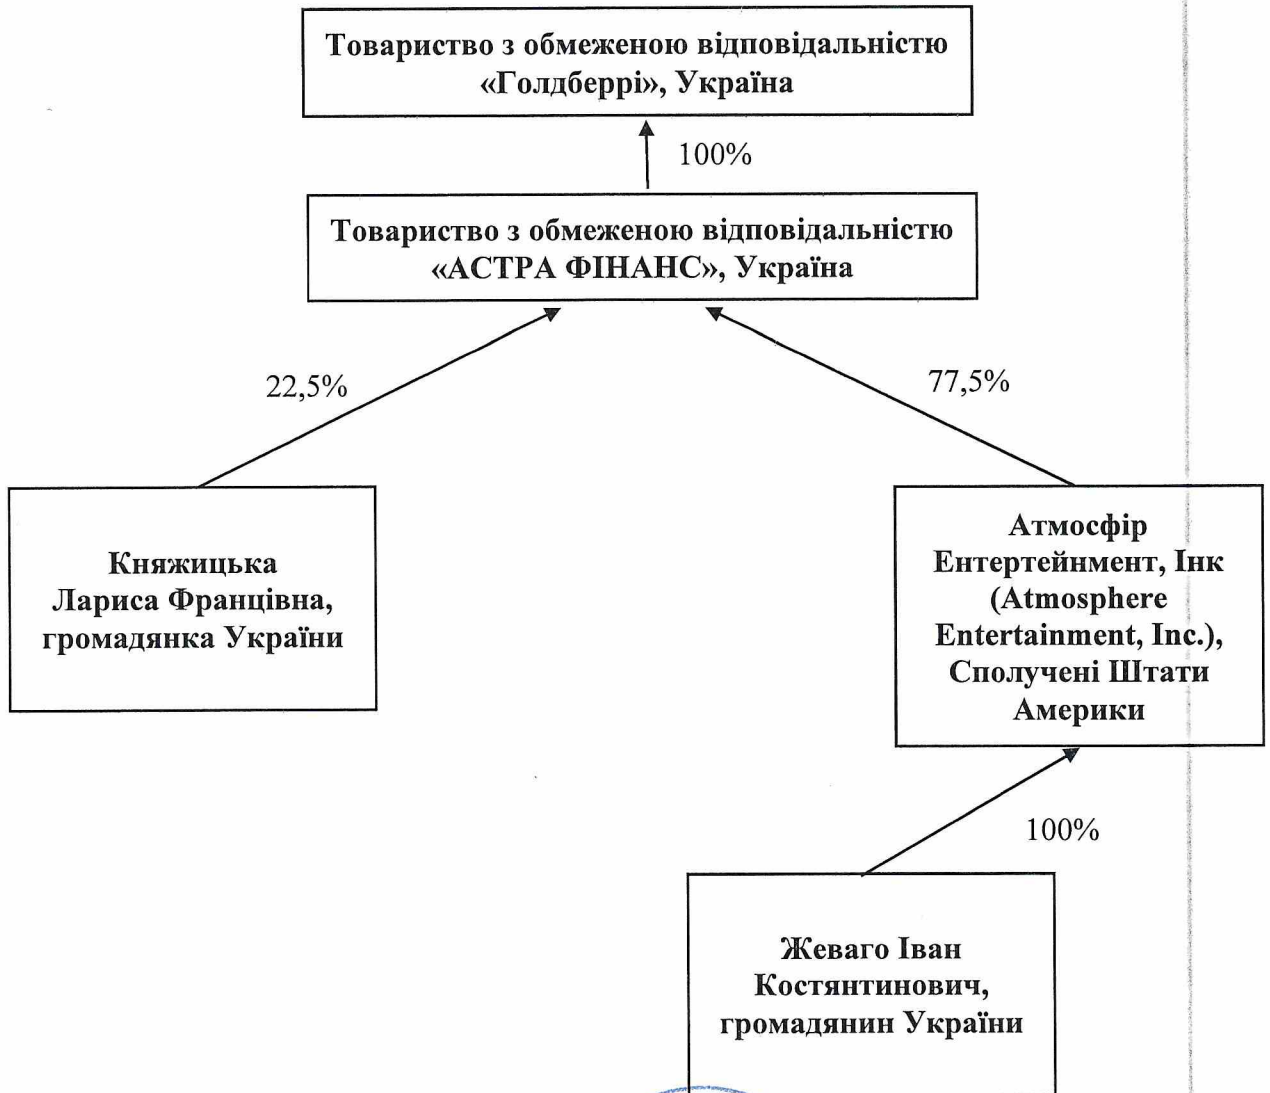 Товариство з обмеженою відповідальністю
«Голдберрі», Україна
100%
Товариство з обмеженою відповідальністю
«АСТРА ФІНАНС», Україна
22,5%
77,5%
Княжицька
Лариса Францівна,
громадянка України
Атмосфір
Ентертейнмент, Інк
(Atmosphere
Entertainment, Inc.),
Сполучені Штати
Америки
100%
Жеваго Іван
Костянтинович,
громадянин України